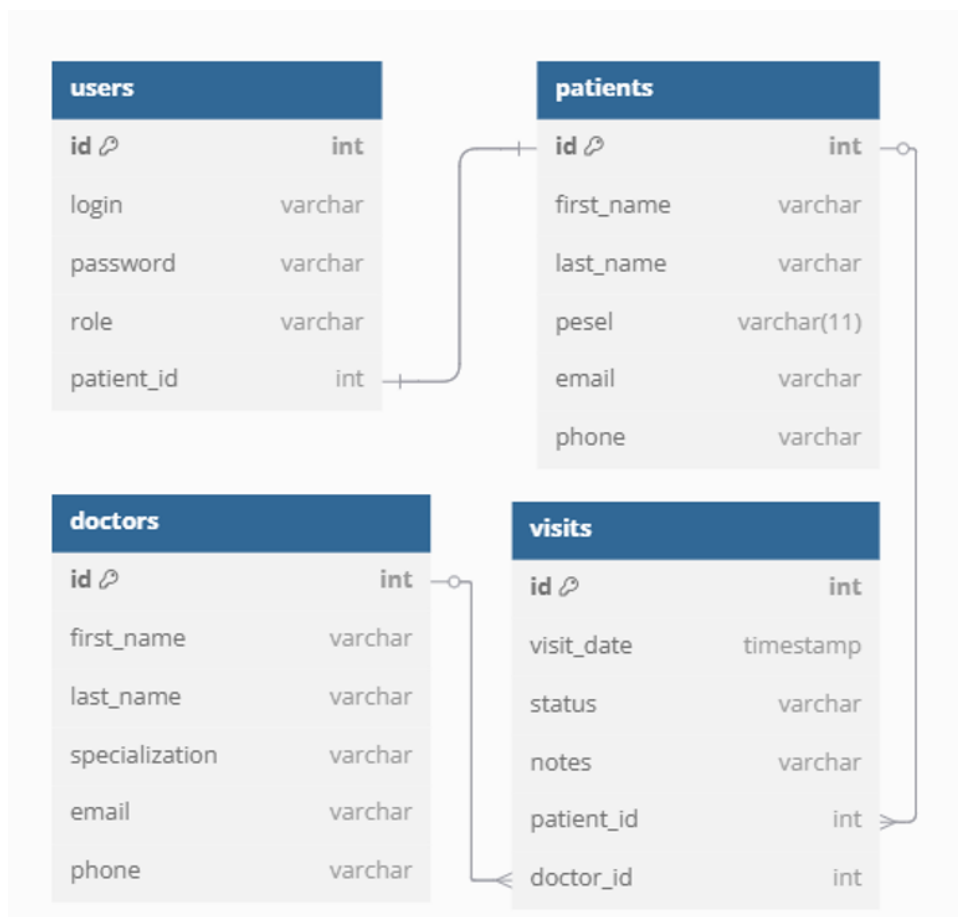 users
id int
login varchar
password varchar
role varchar
patient_id int
patients
id int
first_name varchar
last_name varchar
pesel varchar(11)
email varchar
phone varchar
doctors
id int
first_name varchar
last_name varchar
specialization varchar
email varchar
phone varchar
visits
id int
visit_date timestamp
status varchar
notes varchar
patient_id int
doctor_id int